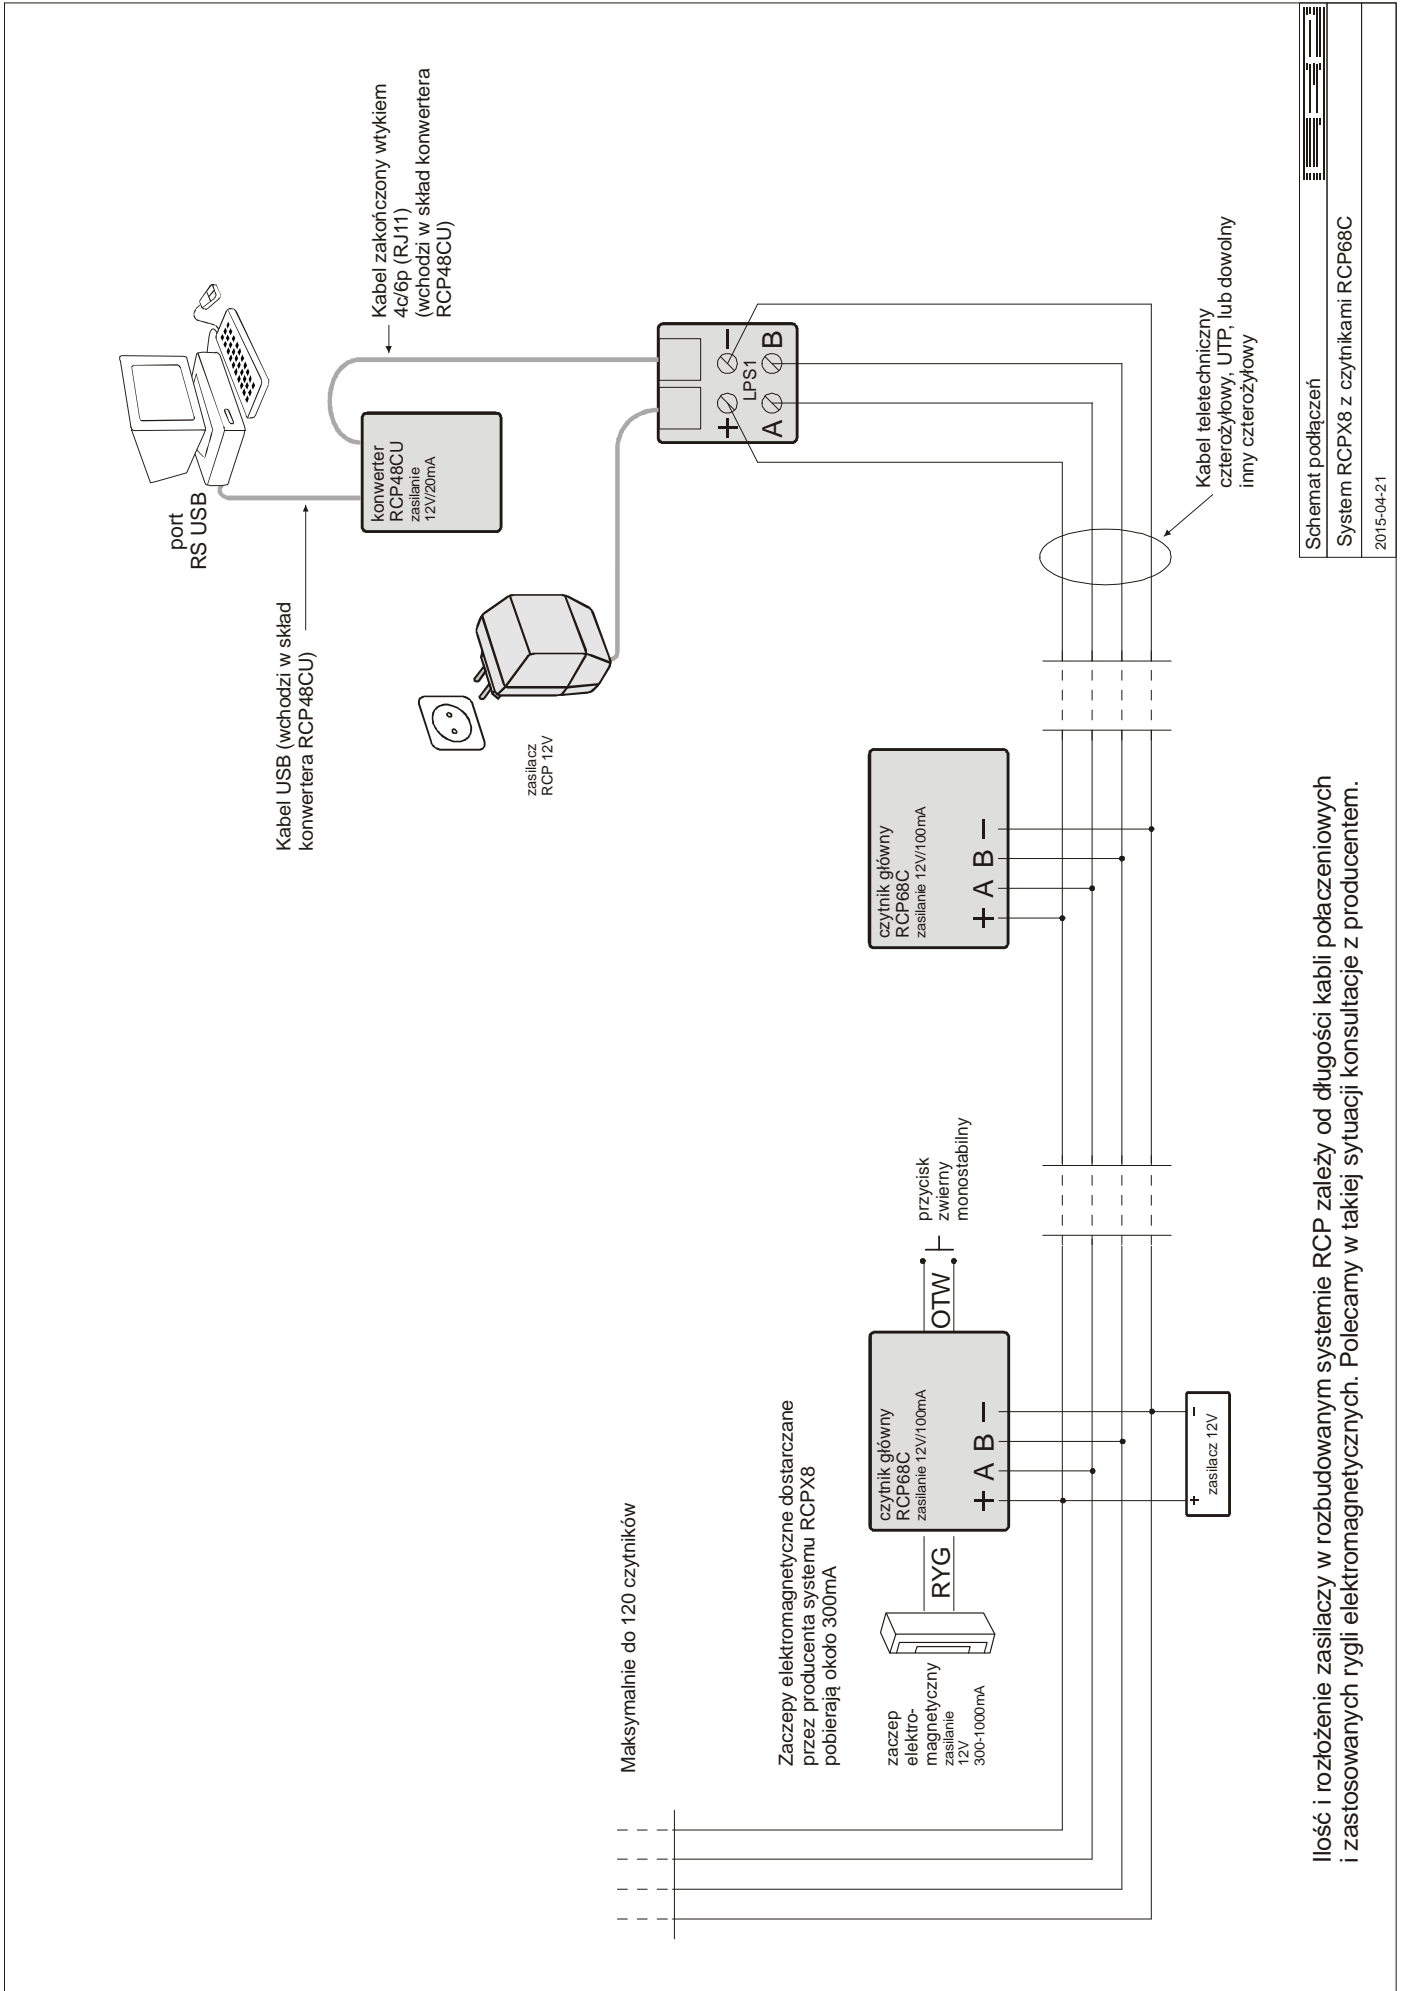 port
RS USB
Kabel USB (wchodzi w skład
konwertera RCP48CU)
konwerter
RCP48CU
zasilanie
12V/20mA
Kabel zakończony wtykiem
4c/6p (RJ11)
(wchodzi w skład konwertera
RCP48CU)
zasilacz
RCP 12V
+ −
LPS1
A B
Kabel teletechniczny
czterożyłowy, UTP, lub dowolny
inny czterożyłowy
Maksymalnie do 120 czytników
Zaczepy elektromagnetyczne dostarczane
przez producenta systemu RCPX8
pobierają około 300mA
zaczep
elektro-
magnetyczny
zasilanie
12V
300-1000mA
RYG
czytnik główny
RCP68C
zasilanie 12V/100mA
+ A B −
OTW
przycisk
zwierny
monostabilny
czytnik główny
RCP68C
zasilanie 12V/100mA
+ A B −
+ -
zasilacz 12V
Ilość i rozłożenie zasilaczy w rozbudowanym systemie RCP zależy od długości kabli połaczeniowych
i zastosowanych rygli elektromagnetycznych. Polecamy w takiej sytuacji konsultacje z producentem.
Schemat podłączeń
System RCPX8 z czytnikami RCP68C
2015-04-21